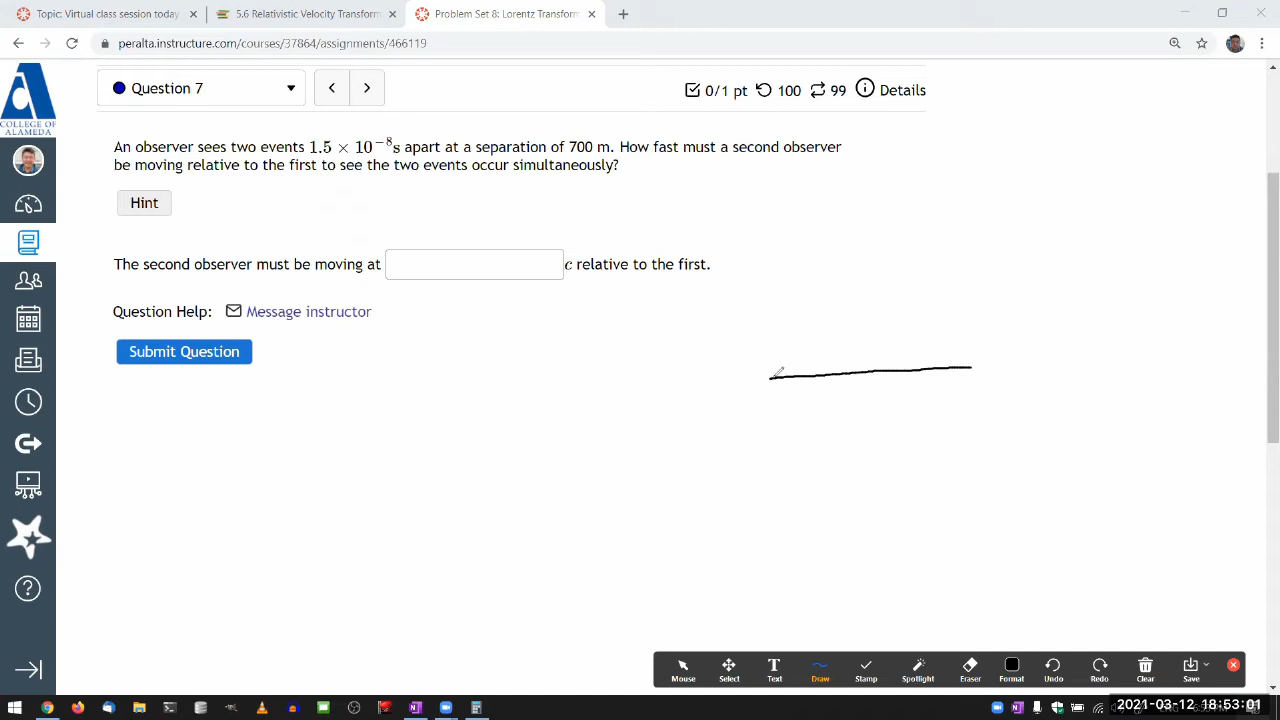 Topic: Virtual class session today
5.6 Relativistic Velocity Transform
Problem Set 8: Lorentz Transform
peralta.instructure.com/courses/37864/assignments/466119
COLLEGE OF
ALAMEDA
Question 7
0/1 pt 100 99 Details
An observer sees two events 1.5 × 10⁻⁸s apart at a separation of 700 m. How fast must a second observer
be moving relative to the first to see the two events occur simultaneously?
Hint
The second observer must be moving at c relative to the first.
Question Help: Message instructor
Submit Question
Mouse Select Text Draw Stamp Spotlight Eraser Format Undo Redo Clear Save
2021-03-12 18:53:01